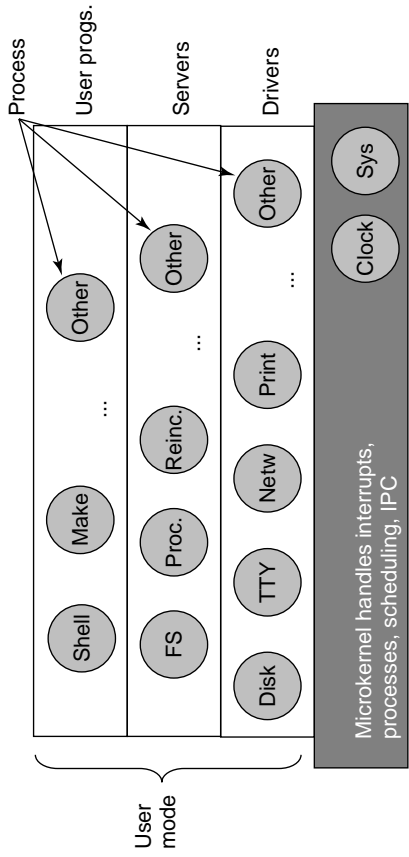 Process
User progs.
Shell Make ... Other
Servers
FS Proc. Reinc. ... Other
Drivers
Disk TTY Netw Print ... Other
User
mode
Microkernel handles interrupts,
processes, scheduling, IPC
Clock Sys